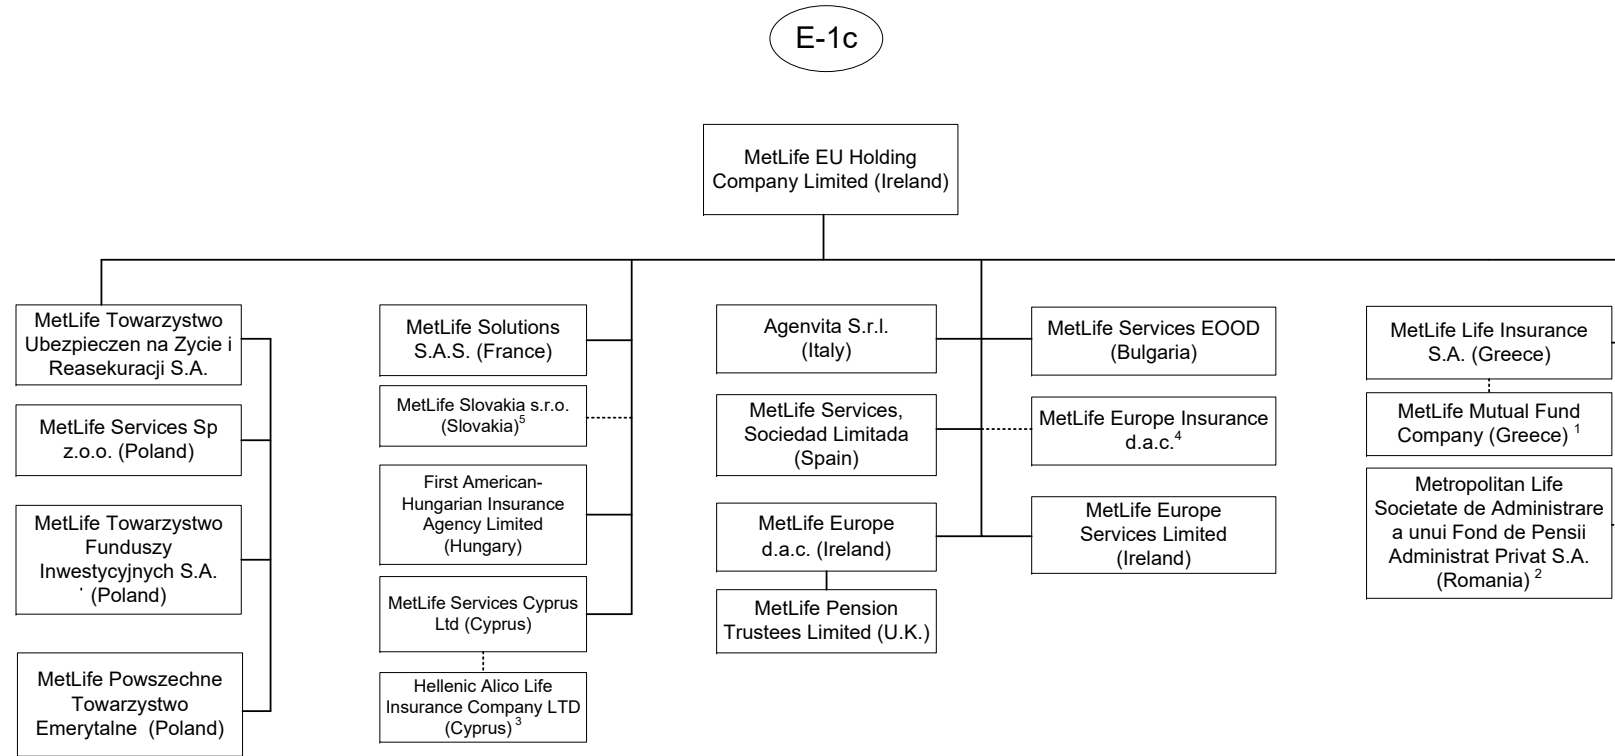 E-1c
MetLife EU Holding
Company Limited (Ireland)
MetLife Towarzystwo
Ubezpieczen na Zycie i
Reasekuracji S.A.
MetLife Services Sp
z.o.o. (Poland)
MetLife Towarzystwo
Funduszy
Inwestycyjnych S.A.
' (Poland)
MetLife Powszechne
Towarzystwo
Emerytalne (Poland)
MetLife Solutions
S.A.S. (France)
MetLife Slovakia s.r.o.
(Slovakia)5
First American-
Hungarian Insurance
Agency Limited
(Hungary)
MetLife Services Cyprus
Ltd (Cyprus)
Hellenic Alico Life
Insurance Company LTD
(Cyprus) 3
Agenvita S.r.l.
(Italy)
MetLife Services,
Sociedad Limitada
(Spain)
MetLife Europe
d.a.c. (Ireland)
MetLife Pension
Trustees Limited (U.K.)
MetLife Services EOOD
(Bulgaria)
MetLife Europe Insurance
d.a.c.4
MetLife Europe
Services Limited
(Ireland)
MetLife Life Insurance
S.A. (Greece)
MetLife Mutual Fund
Company (Greece) 1
Metropolitan Life
Societate de Administrare
a unui Fond de Pensii
Administrat Privat S.A.
(Romania) 2